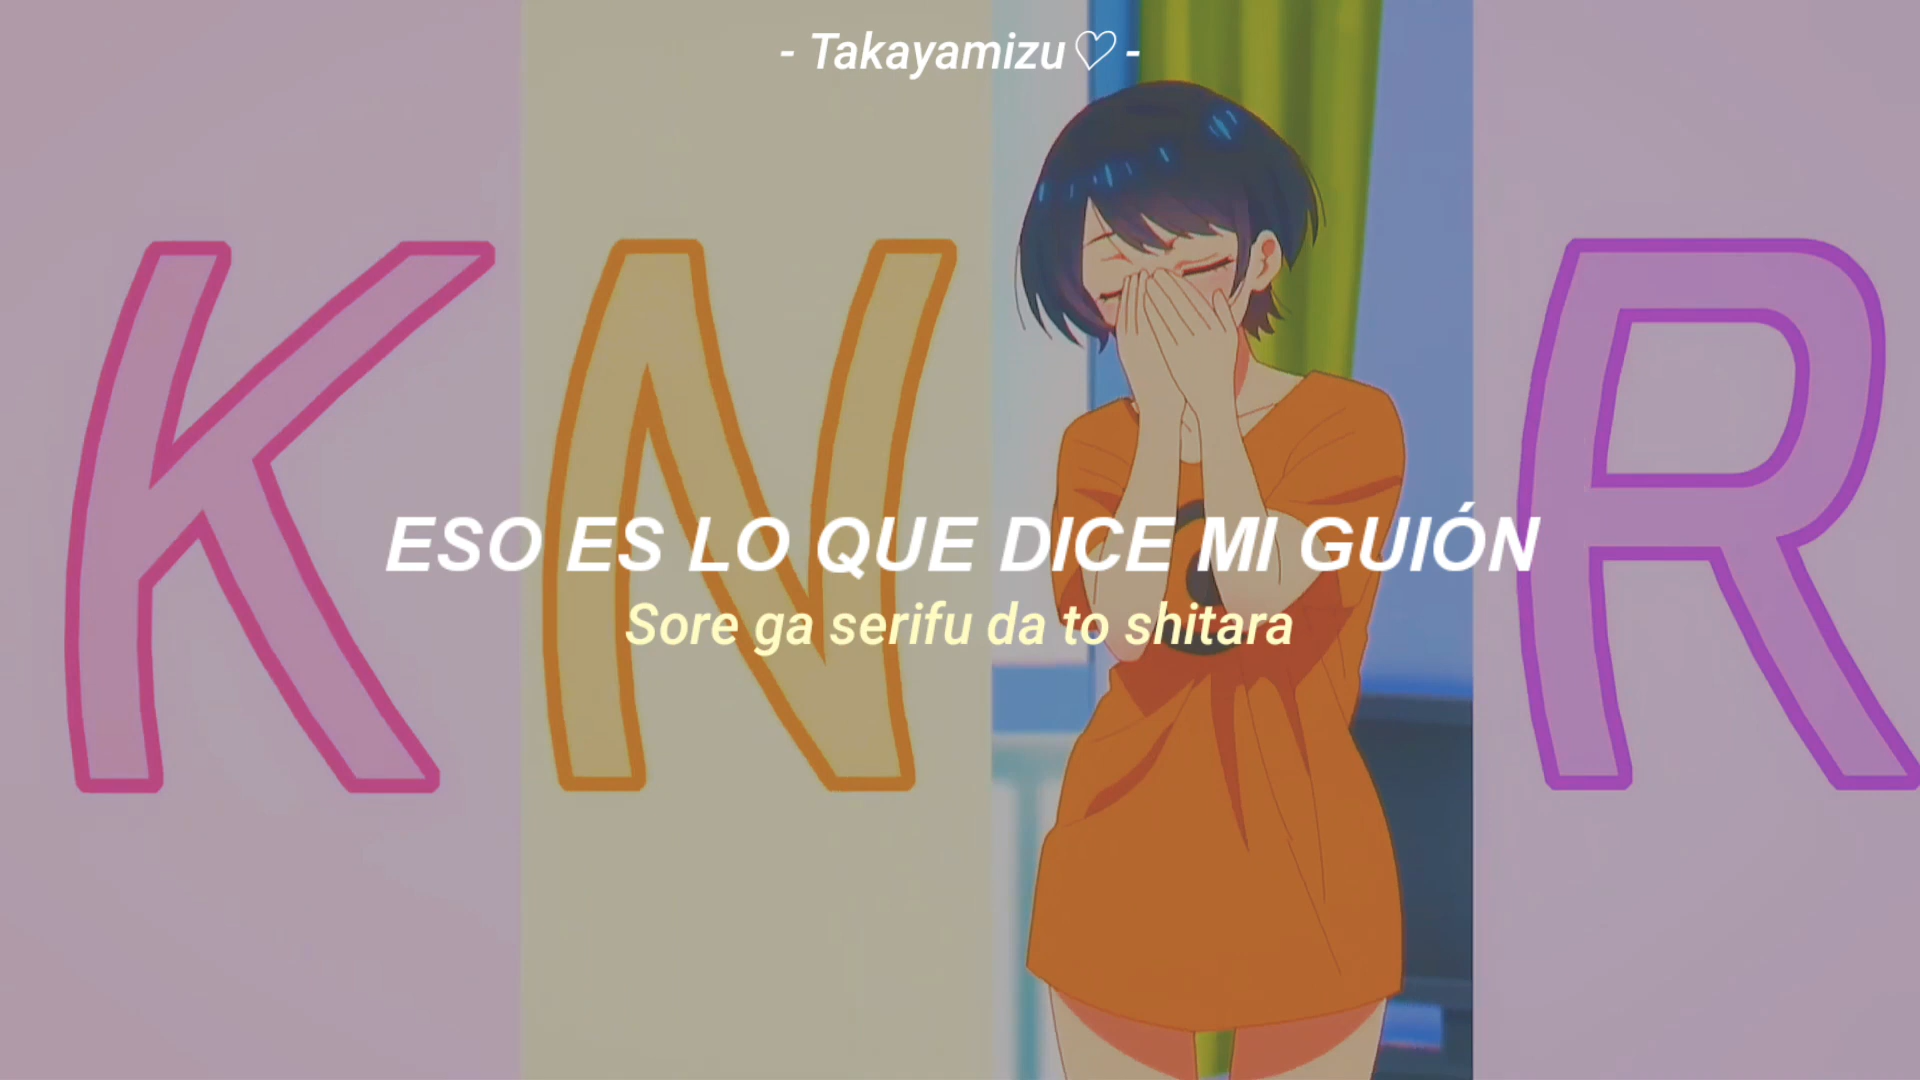 - Takayamizu♡ -
K N R
ESO ES LO QUE DICE MI GUIÓN
Sore ga serifu da to shitara